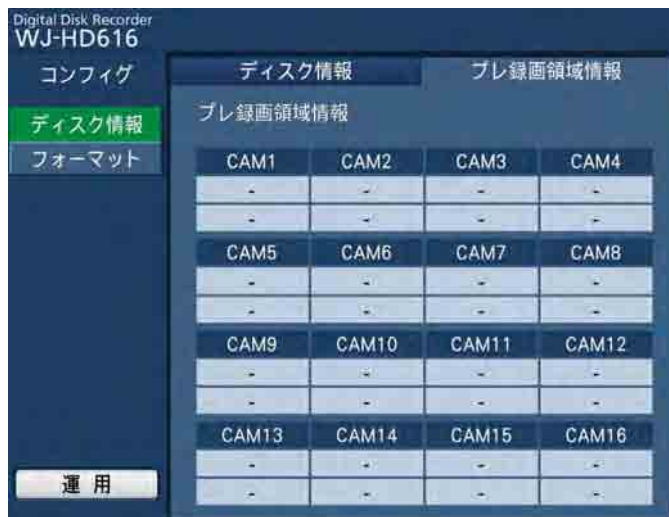 Digital Disk Recorder
WJ-HD616
コンフィグ
ディスク情報
フォーマット
運用
ディスク情報 プレ録画領域情報
プレ録画領域情報
CAM1 CAM2 CAM3 CAM4
- - - -
- - - -
CAM5 CAM6 CAM7 CAM8
- - - -
- - - -
CAM9 CAM10 CAM11 CAM12
- - - -
- - - -
CAM13 CAM14 CAM15 CAM16
- - - -
- - - -